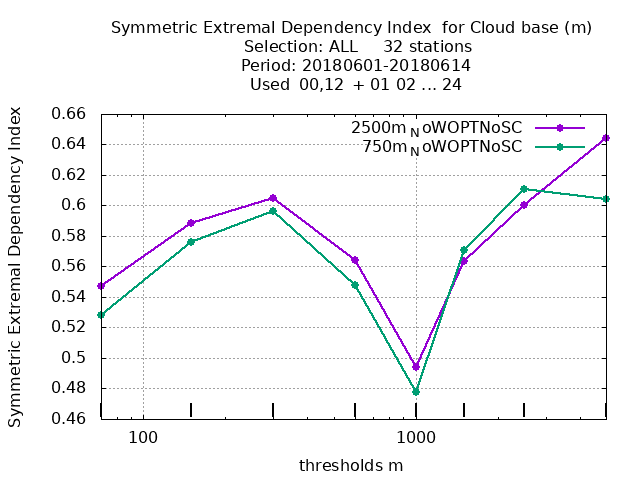 Symmetric Extremal Dependency Index for Cloud base (m)
Selection: ALL 32 stations
Period: 20180601-20180614
Used 00,12 + 01 02 ... 24
Symmetric Extremal Dependency Index
0.66
0.64
0.62
0.6
0.58
0.56
0.54
0.52
0.5
0.48
0.46
2500m_NoWOPTNoSC
750m_NoWOPTNoSC
100 1000
thresholds m